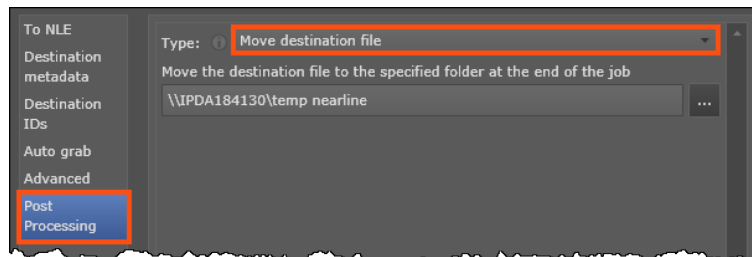 To NLE
Destination
metadata
Destination
IDs
Auto grab
Advanced
Post
Processing
Type: Move destination file
Move the destination file to the specified folder at the end of the job
\\IPDA184130\temp nearline
...